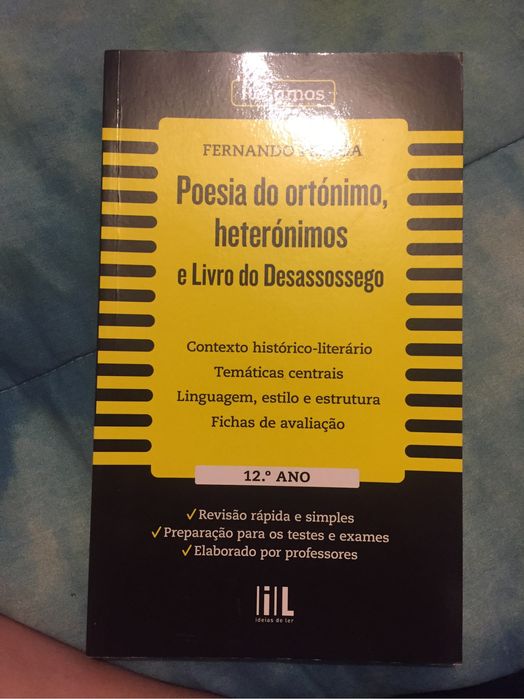 FERNANDO
Poesia do ortónimo,
heterónimos
e Livro do Desassossego
Contexto histórico-literário
Temáticas centrais
Linguagem, estilo e estrutura
Fichas de avaliação
12.º ANO
✓ Revisão rápida e simples
✓ Preparação para os testes e exames
✓ Elaborado por professores
iL
ideias de ler